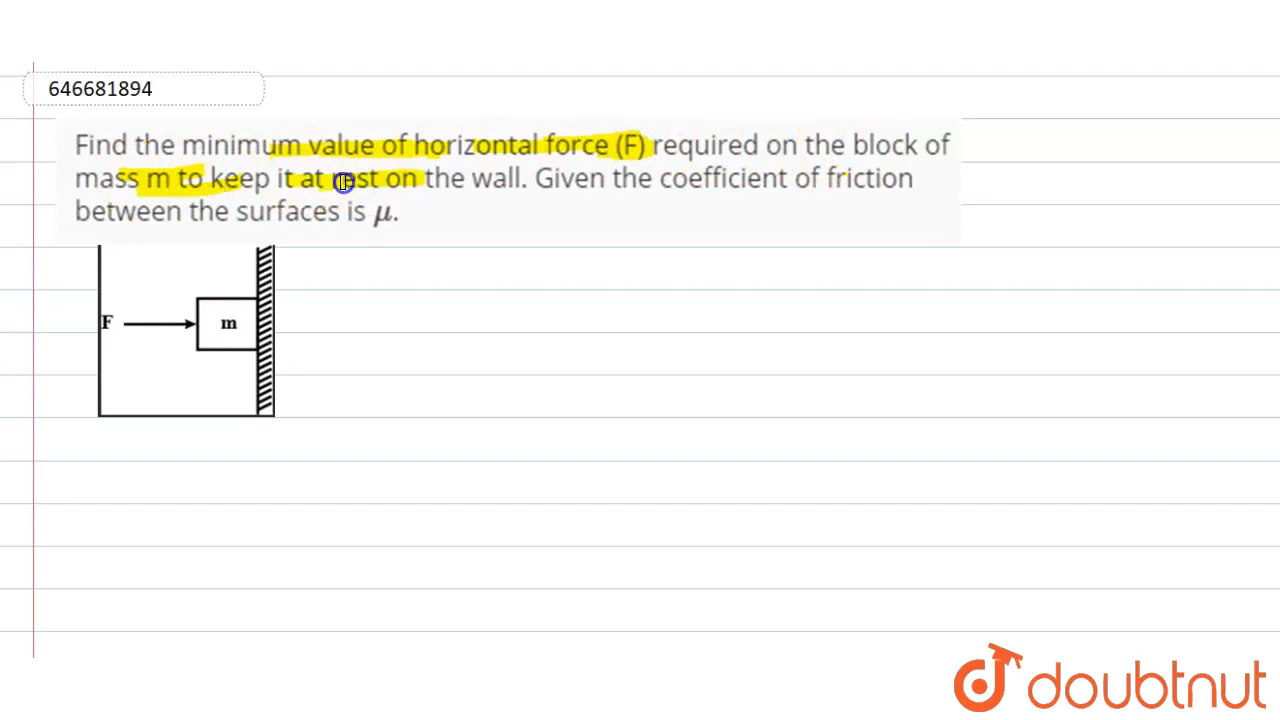 646681894
Find the minimum value of horizontal force (F) required on the block of
mass m to keep it at rest on the wall. Given the coefficient of friction
between the surfaces is μ.
F
m
doubtnut